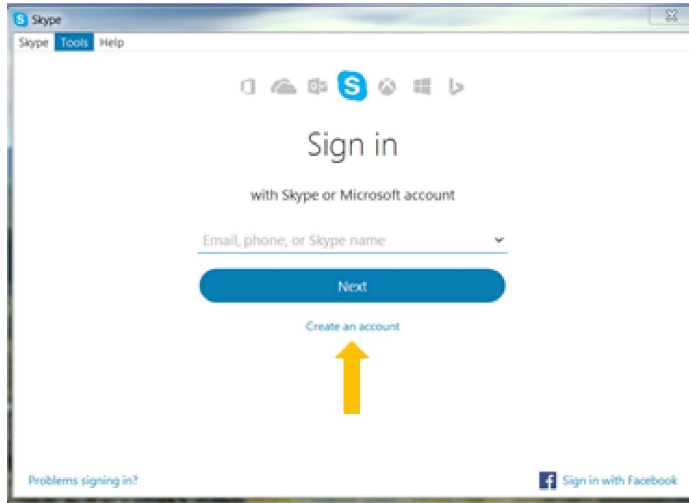 Skype
Skype Tools Help
Sign in
with Skype or Microsoft account
Email, phone, or Skype name
Next
Create an account
Problems signing in?
Sign in with Facebook